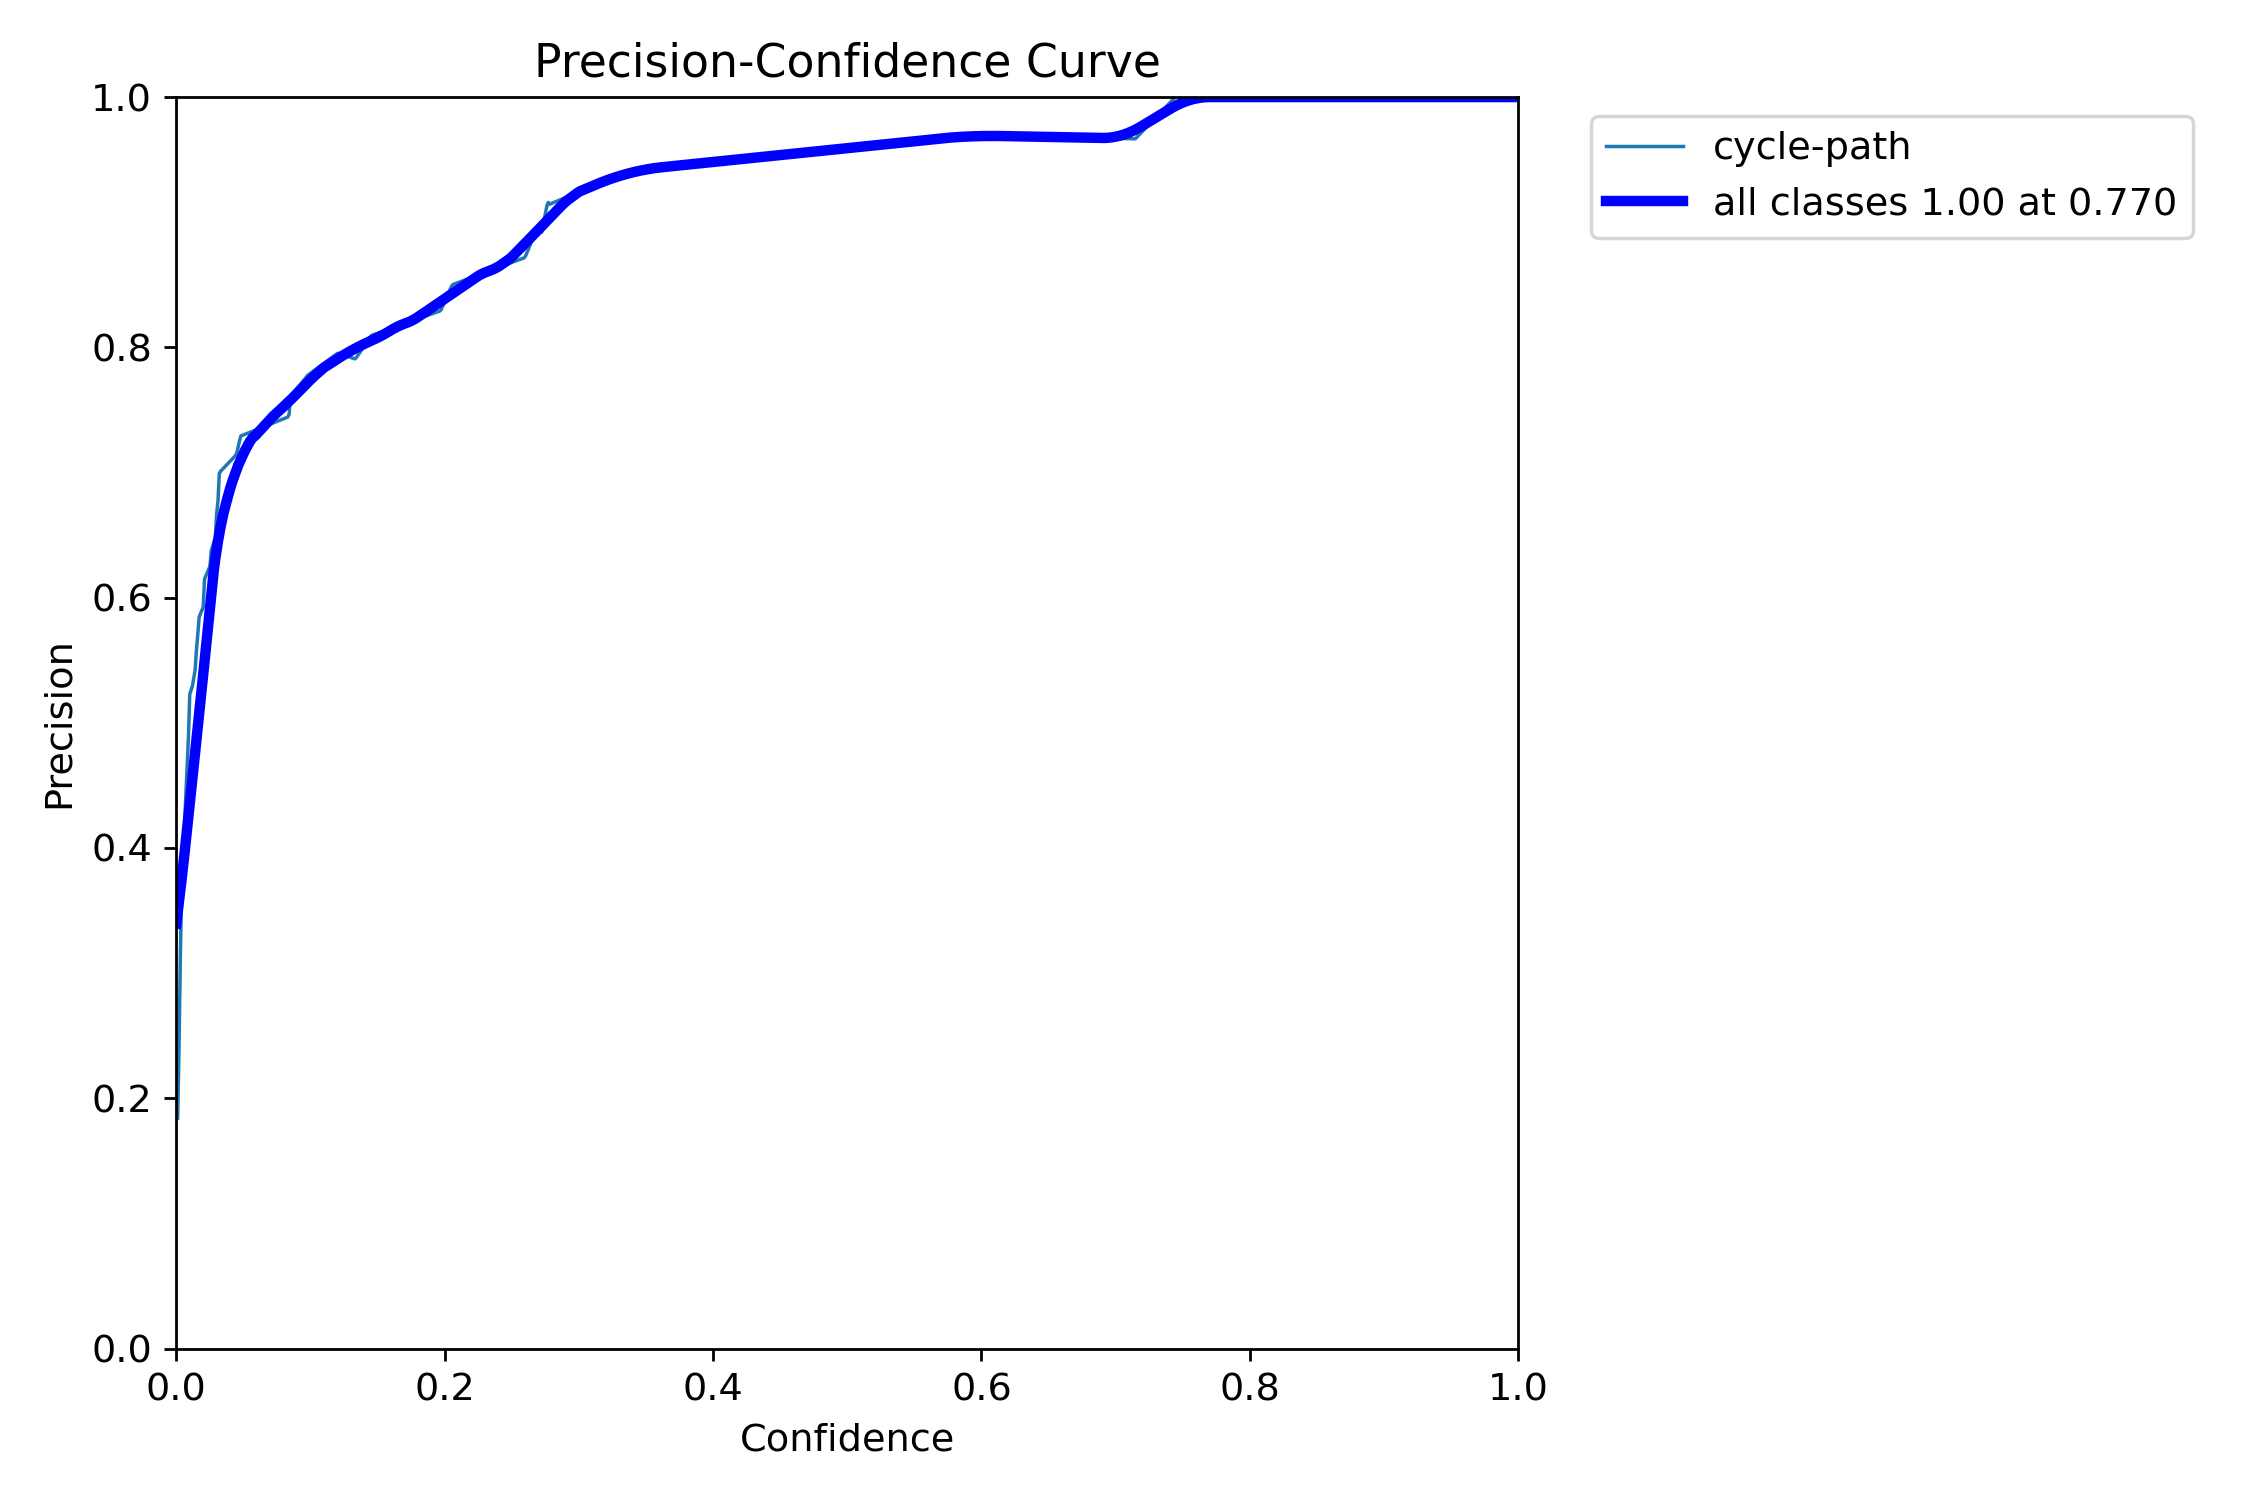 Precision-Confidence Curve
1.0
0.8
0.6
0.4
0.2
0.0
Precision
0.0 0.2 0.4 0.6 0.8 1.0
Confidence
cycle-path
all classes 1.00 at 0.770